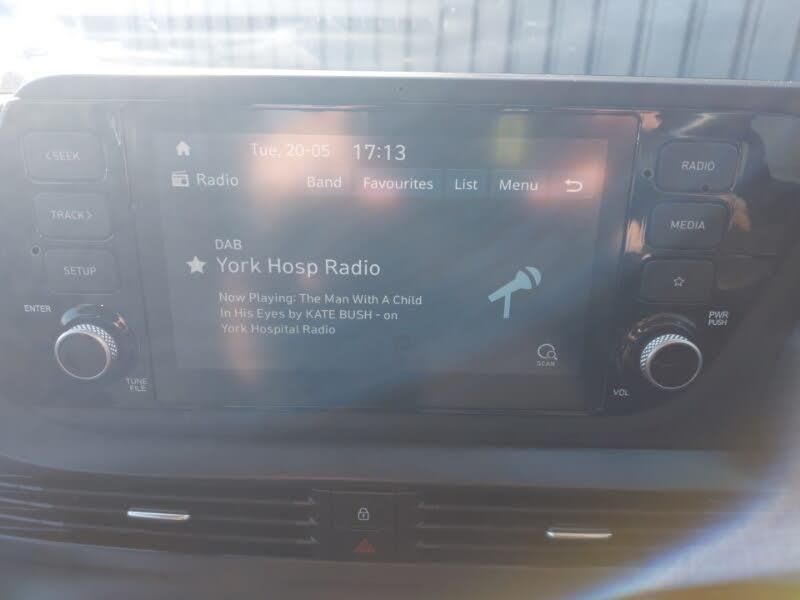 Tue, 20-05 17:13
Radio Band Favourites List Menu
DAB
York Hosp Radio
Now Playing: The Man With A Child
In His Eyes by KATE BUSH - on
York Hospital Radio
SCAN
<SEEK
TRACK>
SETUP
ENTER
TUNE
FILE
RADIO
MEDIA
PWR
PUSH
VOL